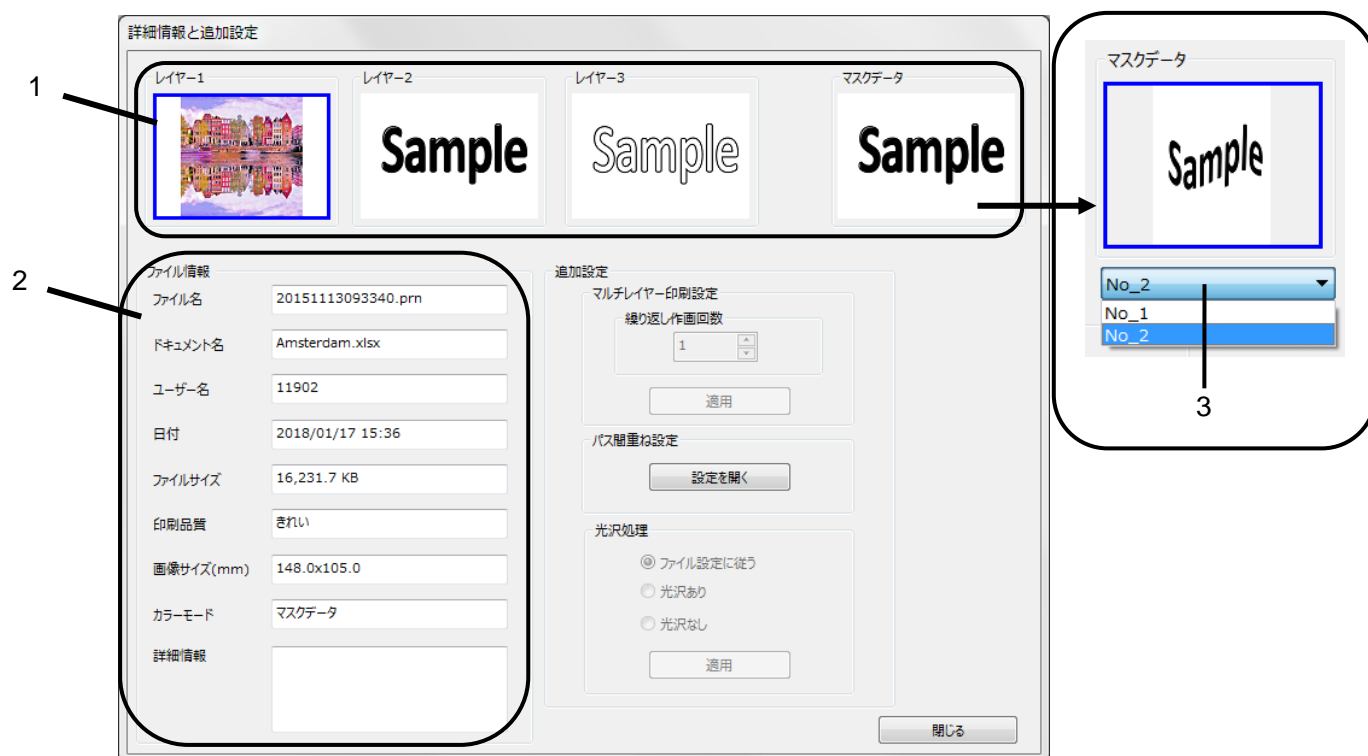 詳細情報と追加設定
1
レイヤー1
レイヤー2
Sample
レイヤー3
Sample
マスクデータ
Sample
2
ファイル情報
ファイル名
20151113093340.prn
ドキュメント名
Amsterdam.xlsx
ユーザー名
11902
日付
2018/01/17 15:36
ファイルサイズ
16,231.7 KB
印刷品質
きれい
画像サイズ(mm)
148.0x105.0
カラーモード
マスクデータ
詳細情報
追加設定
マルチレイヤー印刷設定
繰り返し作画回数
1
適用
パス間重ね設定
設定を開く
光沢処理
ファイル設定に従う
光沢あり
光沢なし
適用
閉じる
マスクデータ
Sample
No_2
No_1
No_2
3